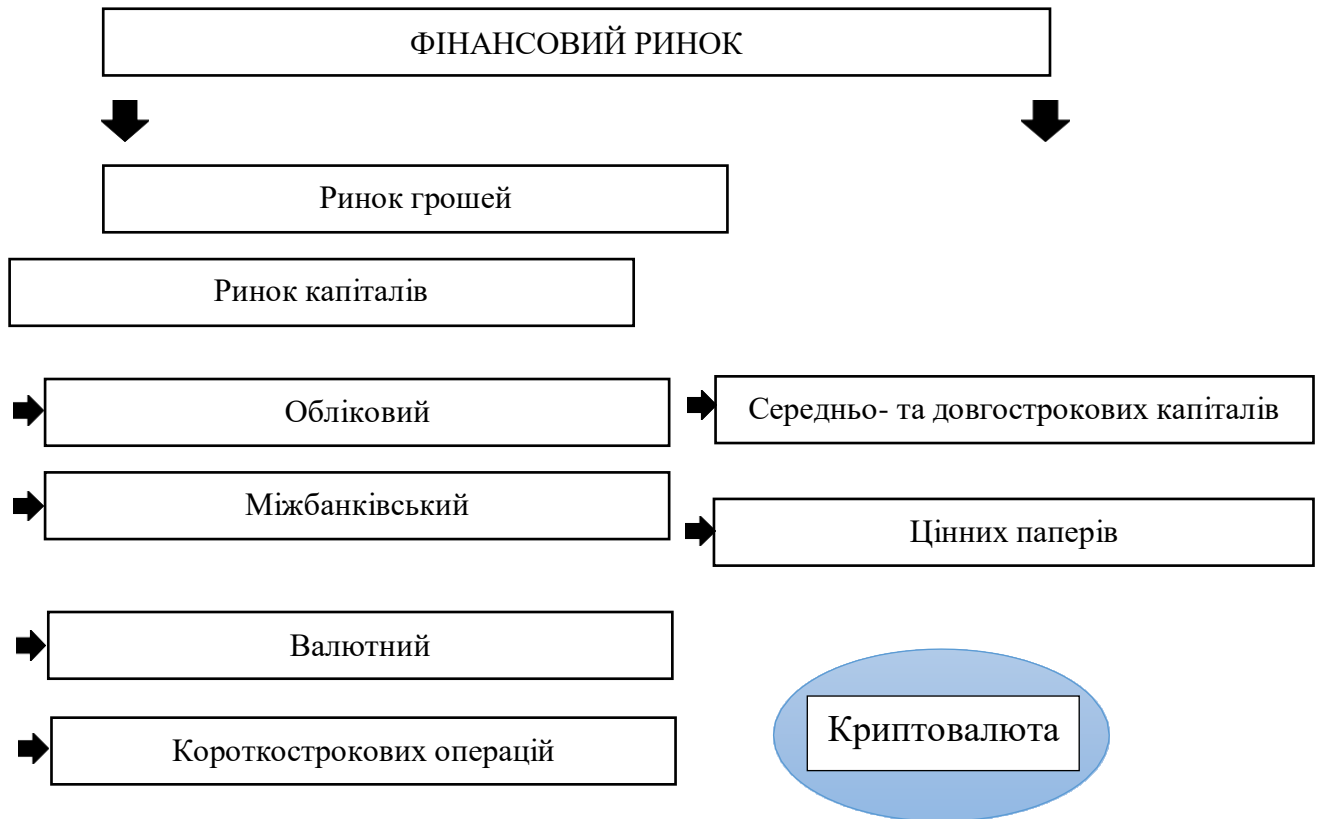 ФІНАНСОВИЙ РИНОК
Ринок грошей
Ринок капіталів
Обліковий
Середньо- та довгострокових капіталів
Міжбанківський
Цінних паперів
Валютний
Криптовалюта
Короткострокових операцій